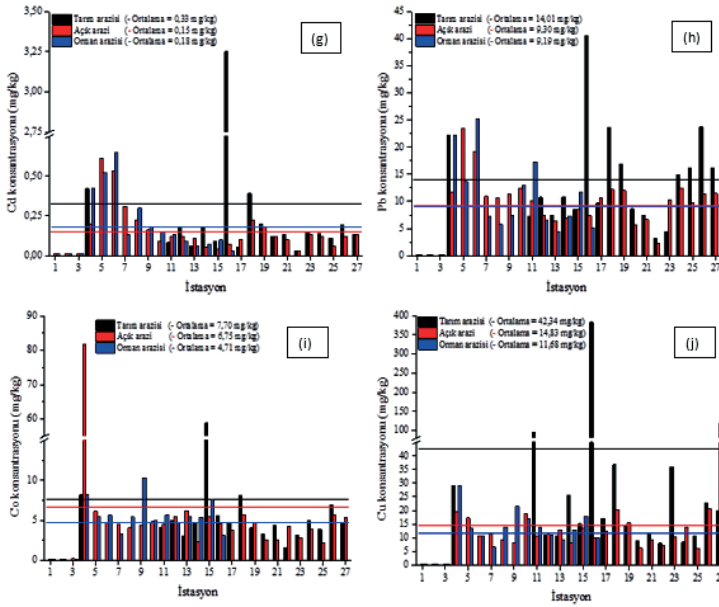 Tarım arazisi (- Ortalama = 0,33 mg/kg)
Açık arazi (- Ortalama = 0,15 mg/kg)
Orman arazisi (- Ortalama = 0,18 mg/kg)
(g)
Cd konsantrasyonu (mg/kg)
3,50
3,25
3,00
2,75
0,50
0,25
0,00
1 3 5 7 9 11 13 15 17 19 21 23 25 27
İstasyon
Tarım arazisi (- Ortalama = 14,01 mg/kg)
Açık arazi (- Ortalama = 9,30 mg/kg)
Orman arazisi (- Ortalama = 9,19 mg/kg)
(h)
Pb konsantrasyonu (mg/kg)
45
40
35
30
25
20
15
10
5
0
1 3 5 7 9 11 13 15 17 19 21 23 25 27
İstasyon
Tarım arazisi (- Ortalama = 7,70 mg/kg)
Açık arazi (- Ortalama = 6,75 mg/kg)
Orman arazisi (- Ortalama = 4,71 mg/kg)
(i)
Co konsantrasyonu (mg/kg)
90
80
70
60
50
10
5
0
1 3 5 7 9 11 13 15 17 19 21 23 25 27
İstasyon
Tarım arazisi (- Ortalama = 42,34 mg/kg)
Açık arazi (- Ortalama = 14,83 mg/kg)
Orman arazisi (- Ortalama = 11,68 mg/kg)
(j)
Cu konsantrasyonu (mg/kg)
400
350
300
250
200
150
100
50
40
35
30
25
20
15
10
5
0
1 3 5 7 9 11 13 15 17 19 21 23 25 27
İstasyon